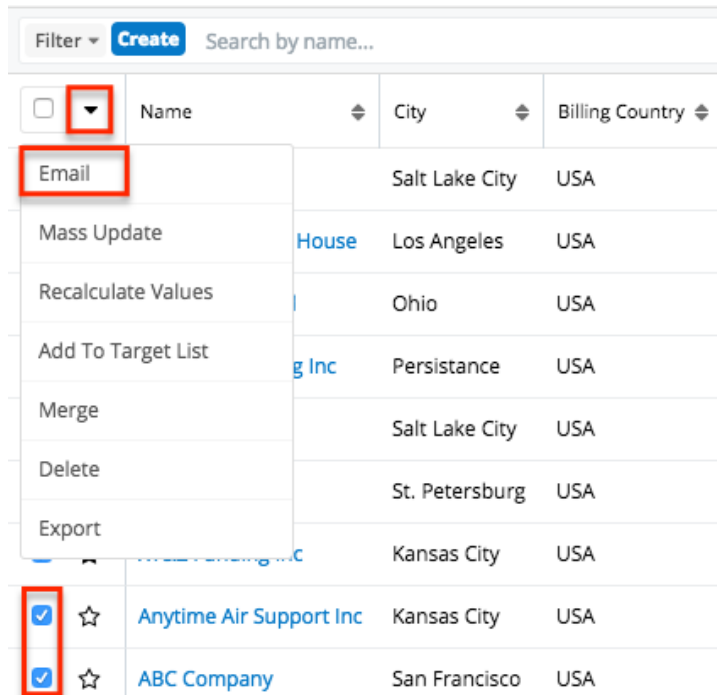 Filter Create Search by name...
Name City Billing Country
Email Salt Lake City USA
Mass Update House Los Angeles USA
Recalculate Values Ohio USA
Add To Target List g Inc Persistance USA
Merge Salt Lake City USA
Delete St. Petersburg USA
Export Inc Kansas City USA
Anytime Air Support Inc Kansas City USA
ABC Company San Francisco USA